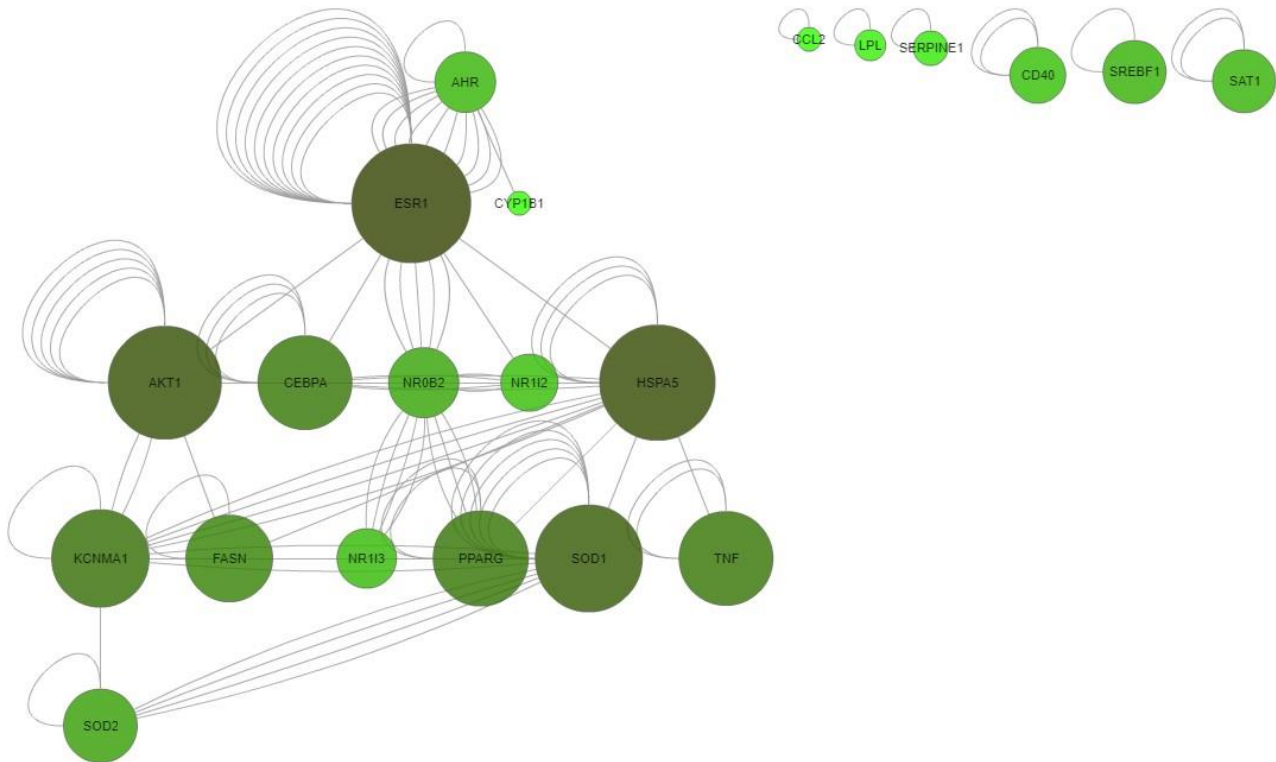 CCL2
LPL
SERPINE1
CD40
SREBF1
SAT1
AHR
ESR1
CYP1B1
AKT1
CEBPA
NR0B2
NR1I2
HSPA5
KCNMA1
FASN
NR1I3
PPARG
SOD1
TNF
SOD2